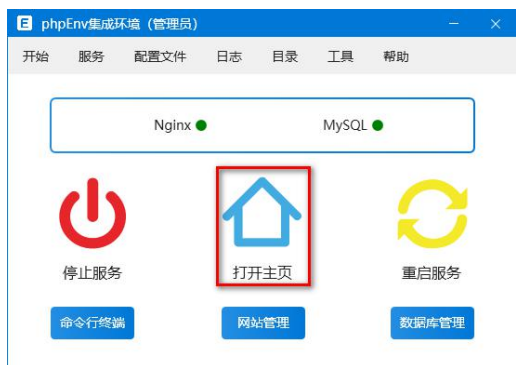 E phpEnv集成环境（管理员）
开始 服务 配置文件 日志 目录 工具 帮助
Nginx MySQL
停止服务 打开主页 重启服务
命令行终端 网站管理 数据库管理